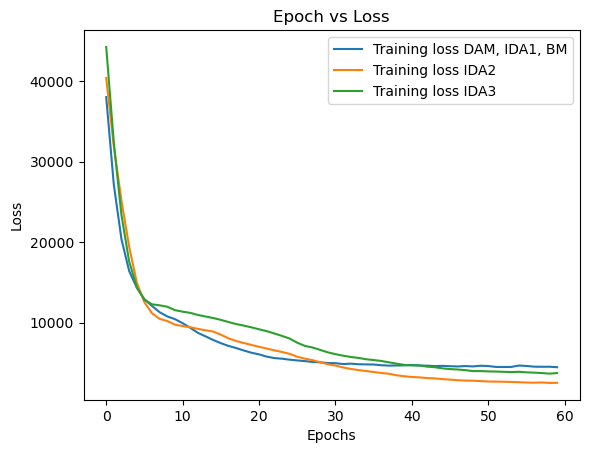 Epoch vs Loss
Training loss DAM, IDA1, BM
Training loss IDA2
Training loss IDA3
40000
30000
20000
10000
Loss
0
10
20
30
40
50
60
Epochs